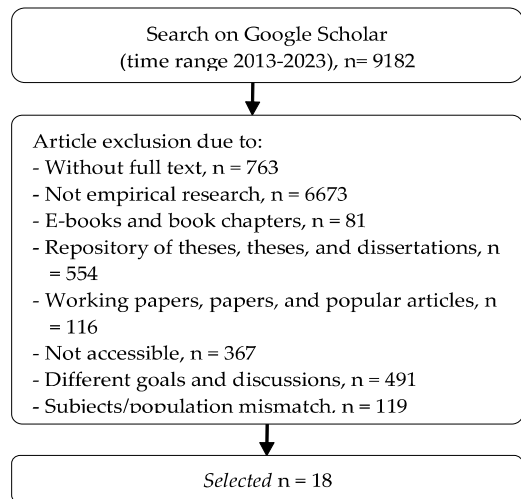 Search on Google Scholar
(time range 2013-2023), n= 9182
Article exclusion due to:
- Without full text, n = 763
- Not empirical research, n = 6673
- E-books and book chapters, n = 81
- Repository of theses, theses, and dissertations, n
= 554
- Working papers, papers, and popular articles, n
= 116
- Not accessible, n = 367
- Different goals and discussions, n = 491
- Subjects/population mismatch, n = 119
Selected n = 18